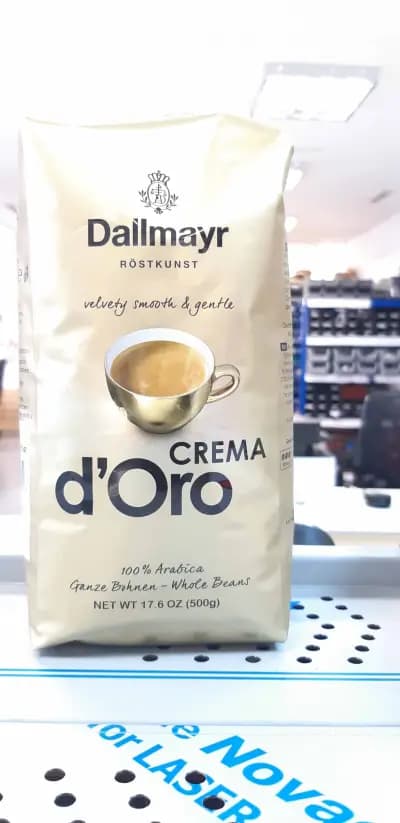 Dallmayr
RÖSTKUNST
velvety smooth & gentle
CREMA
d'Oro
100% Arabica
Ganze Bohnen – Whole Beans
NET WT 17.6 OZ (500g)
Nova
for LASER